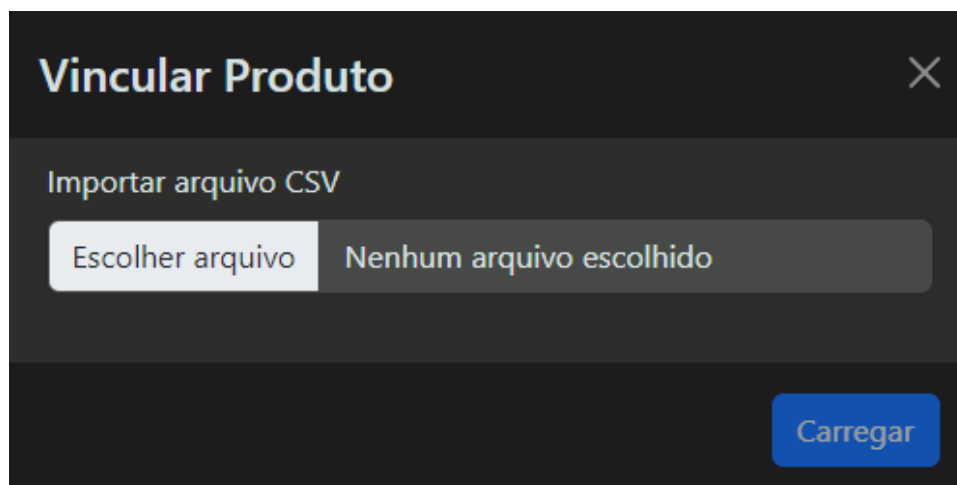 Vincular Produto
Importar arquivo CSV
Escolher arquivo Nenhum arquivo escolhido
Carregar